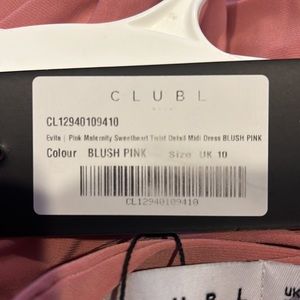 CLUBL
CL12940109410
Evita | Pink Maternity Sweetheart Twist Detail Midi Dress BLUSH PINK
Colour BLUSH PINK Size UK 10
CL12940109410
U B L
UK